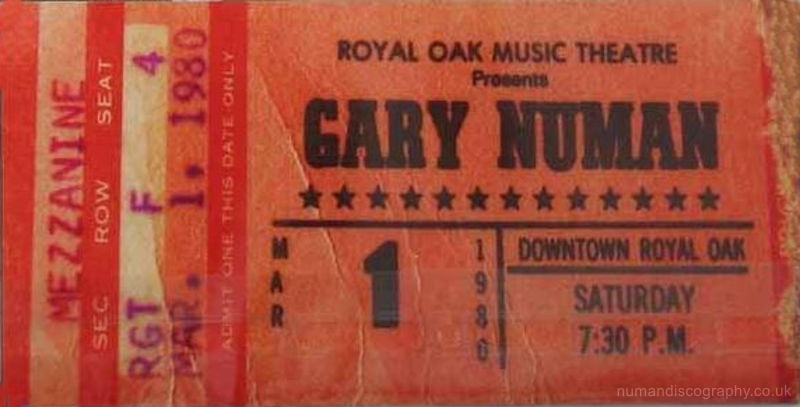 MEZZANINE
SEC ROW SEAT
RGT F 4
MAR. 1, 1980
ADMIT ONE THIS DATE ONLY
ROYAL OAK MUSIC THEATRE
Presents
GARY NUMAN
★★★★★★★★★★★★★
MAR 1 1980
DOWNTOWN ROYAL OAK
SATURDAY
7:30 P.M.
numandiscography.co.uk